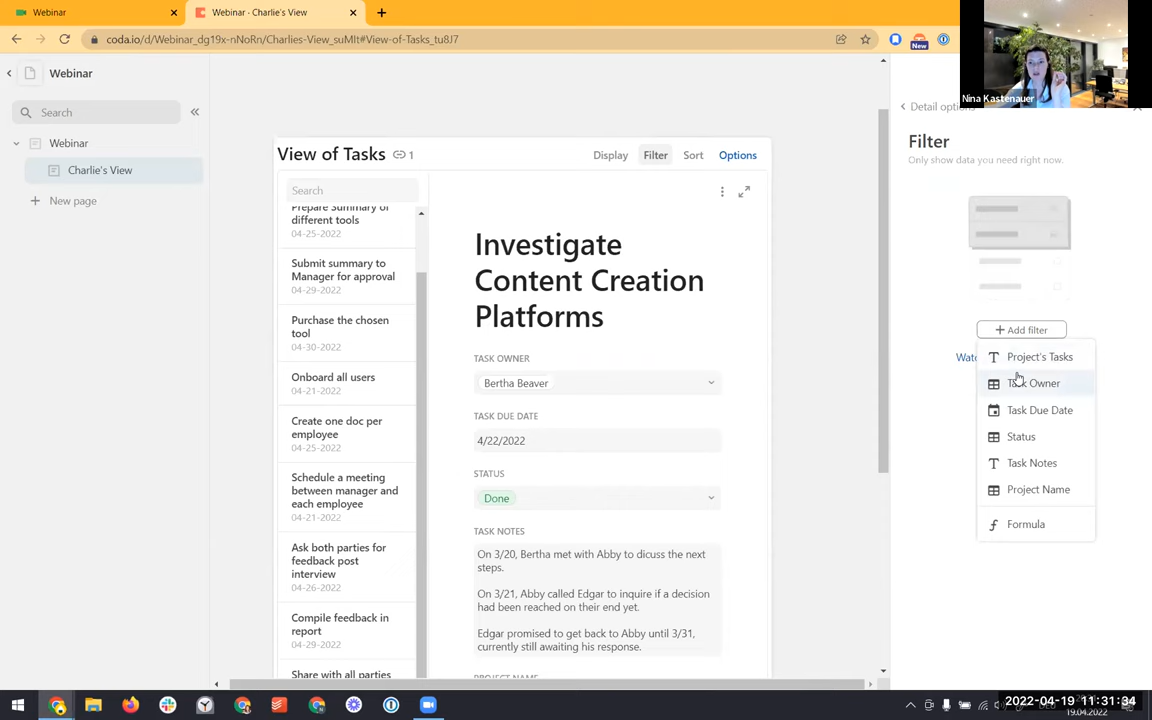 Webinar
Webinar · Charlie's View
coda.io/d/Webinar_dg19x-nNoRn/Charlies-View_suMIt#View-of-Tasks_tu8J7
New
Nina Kastenauer
Webinar
Search
Webinar
Charlie's View
New page
View of Tasks
1
Display
Filter
Sort
Options
Search
Prepare Summary of
different tools
04-25-2022
Submit summary to
Manager for approval
04-29-2022
Purchase the chosen
tool
04-30-2022
Onboard all users
04-21-2022
Create one doc per
employee
04-25-2022
Schedule a meeting
between manager and
each employee
04-21-2022
Ask both parties for
feedback post
interview
04-26-2022
Compile feedback in
report
04-29-2022
Share with all parties
Investigate
Content Creation
Platforms
TASK OWNER
Bertha Beaver
TASK DUE DATE
4/22/2022
STATUS
Done
TASK NOTES
On 3/20, Bertha met with Abby to dicuss the next
steps.
On 3/21, Abby called Edgar to inquire if a decision
had been reached on their end yet.
Edgar promised to get back to Abby until 3/31,
currently still awaiting his response.
PROJECT NAME
Detail options
Filter
Only show data you need right now.
+ Add filter
Project's Tasks
Task Owner
Task Due Date
Status
Task Notes
Project Name
Formula
2022-04-19 11:31:34
19.04.2022